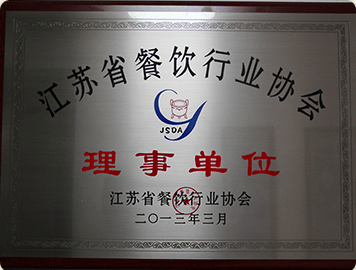 江苏省餐饮行业协会
JSDA
理事单位
江苏省餐饮行业协会
二〇一三年三月